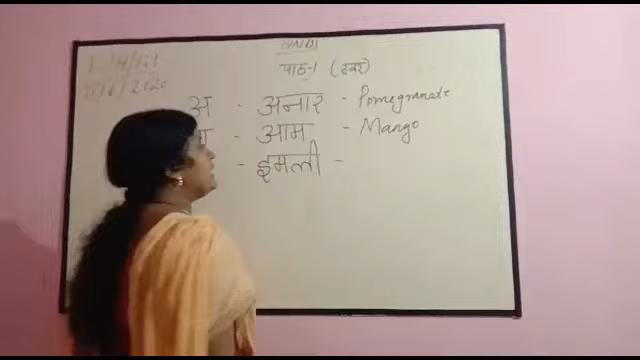 HINDI
पाठ-1 (स्वर)
अ - अनार - Pomegranate
- आम - Mango
- इमली -